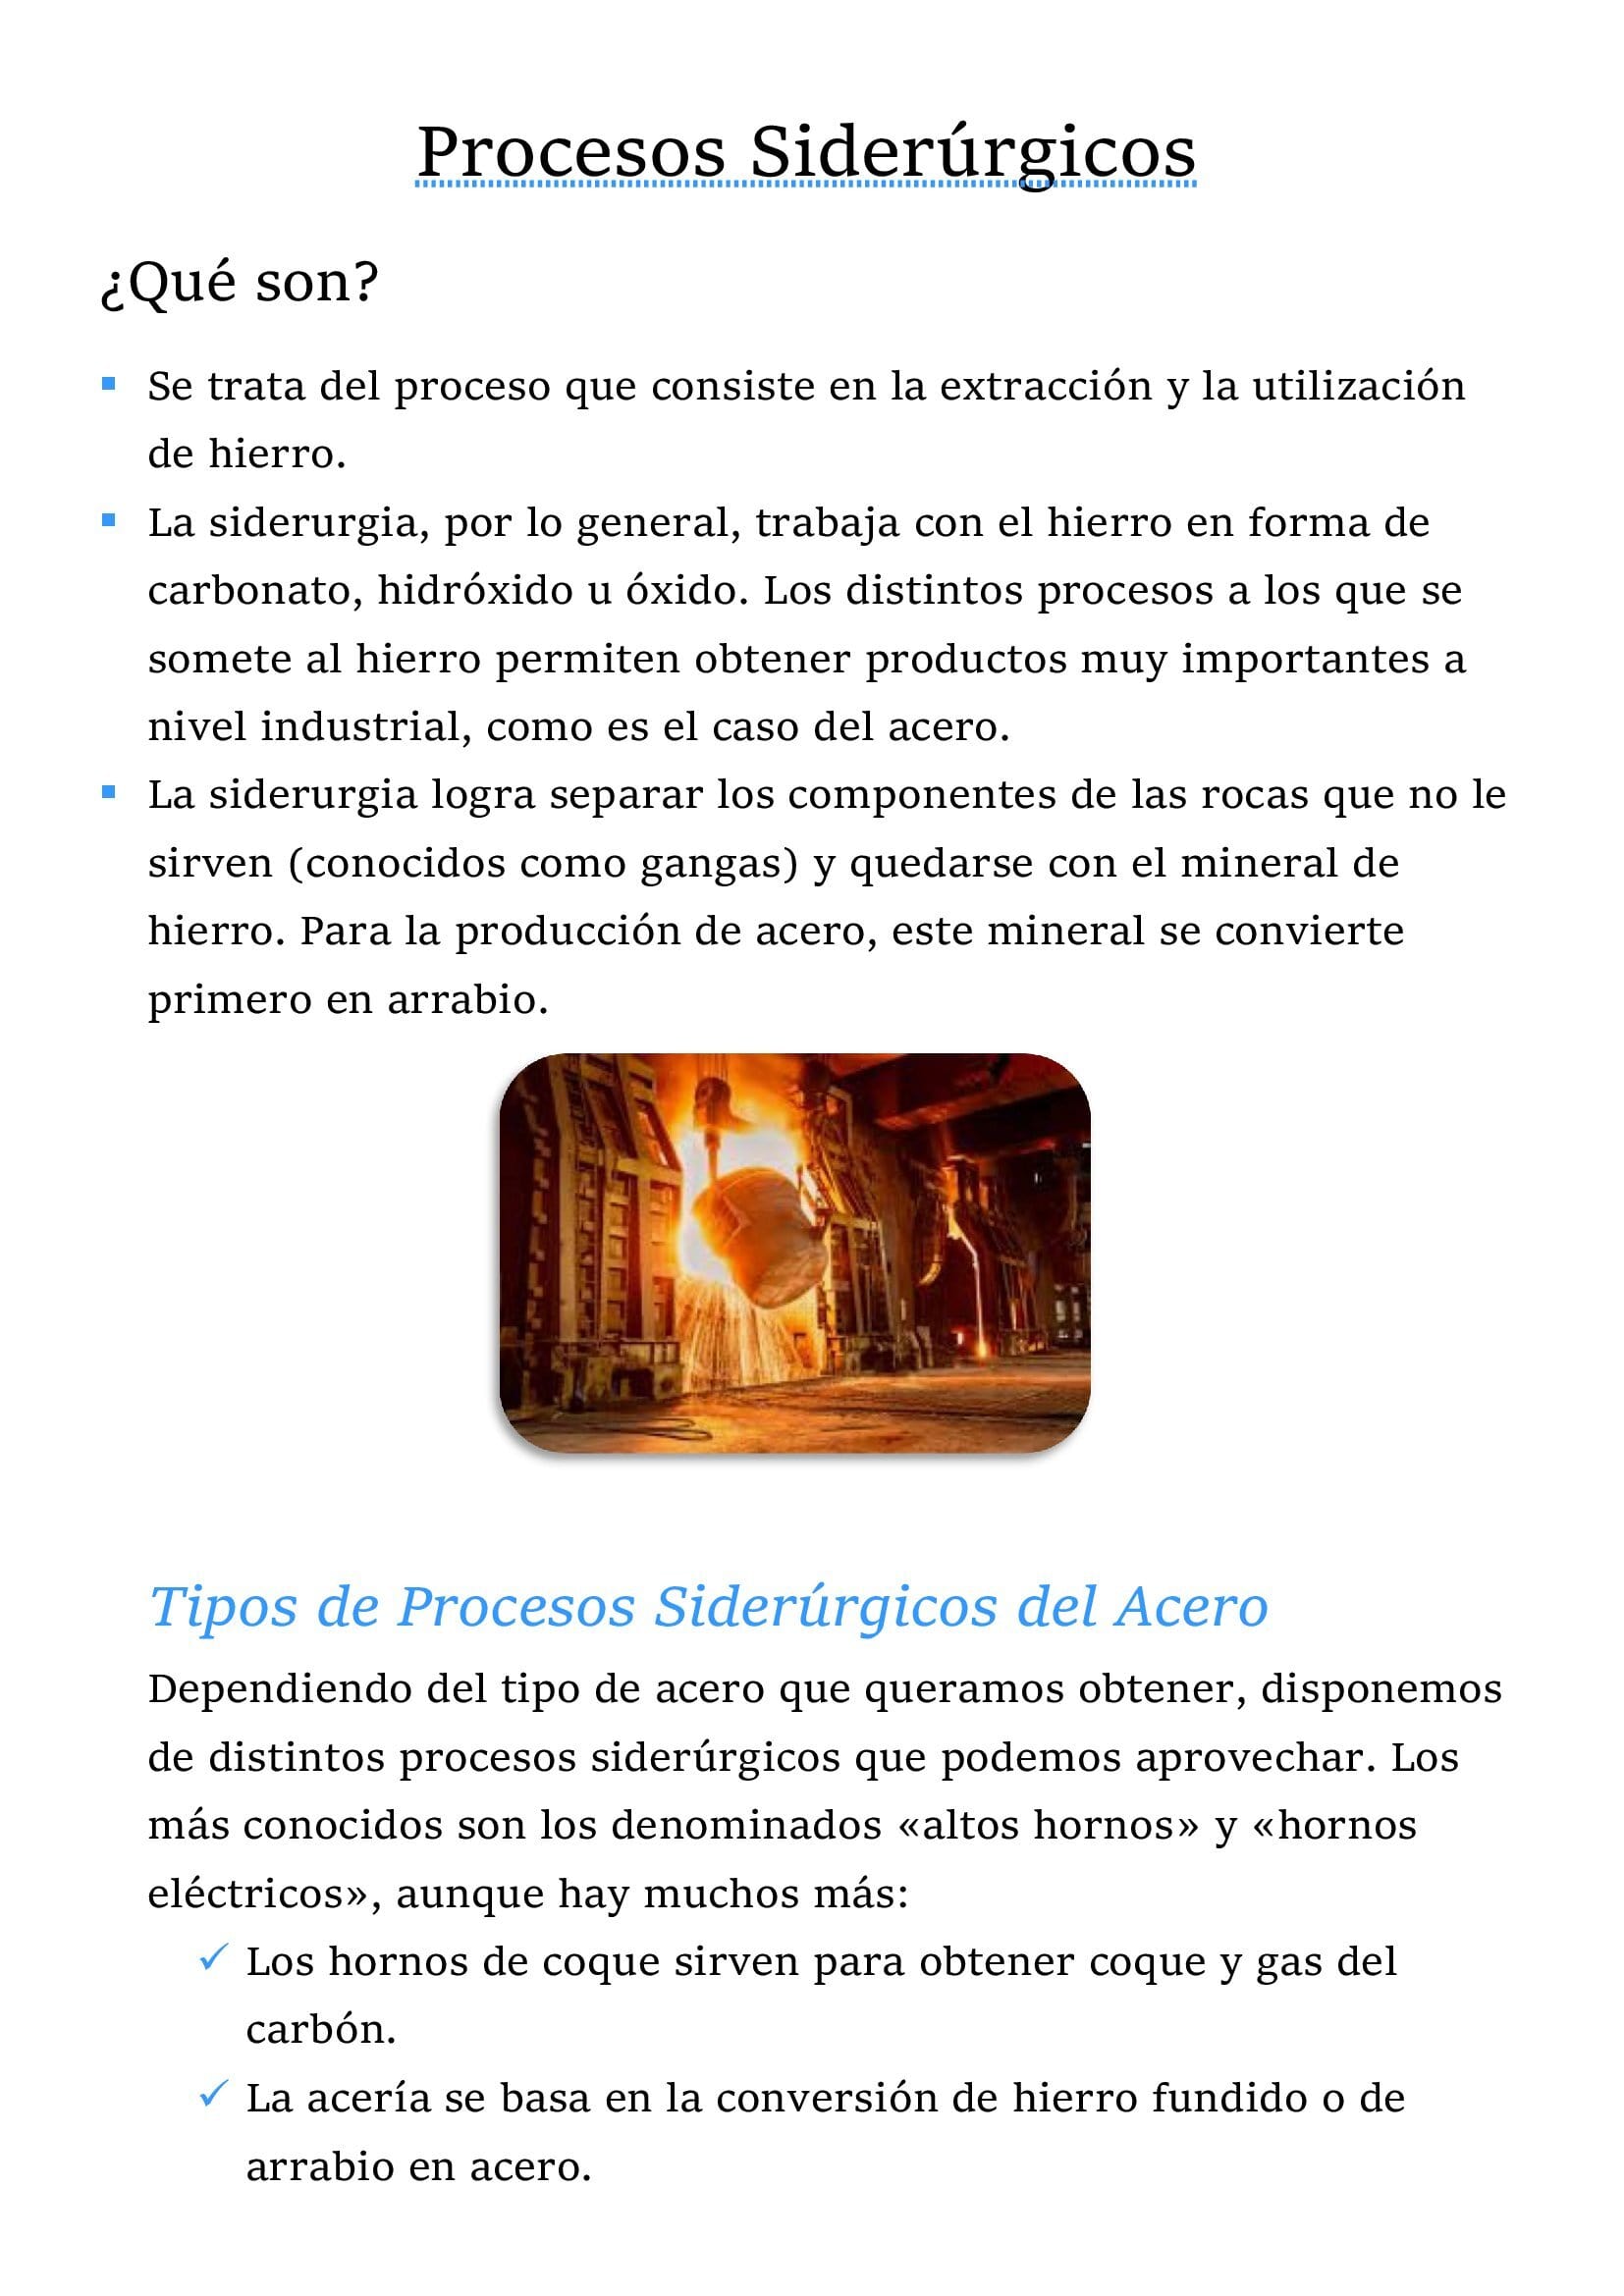 Procesos Siderúrgicos
¿Qué son?
▪ Se trata del proceso que consiste en la extracción y la utilización
de hierro.
▪ La siderurgia, por lo general, trabaja con el hierro en forma de
carbonato, hidróxido u óxido. Los distintos procesos a los que se
somete al hierro permiten obtener productos muy importantes a
nivel industrial, como es el caso del acero.
▪ La siderurgia logra separar los componentes de las rocas que no le
sirven (conocidos como gangas) y quedarse con el mineral de
hierro. Para la producción de acero, este mineral se convierte
primero en arrabio.
Tipos de Procesos Siderúrgicos del Acero
Dependiendo del tipo de acero que queramos obtener, disponemos
de distintos procesos siderúrgicos que podemos aprovechar. Los
más conocidos son los denominados «altos hornos» y «hornos
eléctricos», aunque hay muchos más:
✓ Los hornos de coque sirven para obtener coque y gas del
carbón.
✓ La acería se basa en la conversión de hierro fundido o de
arrabio en acero.